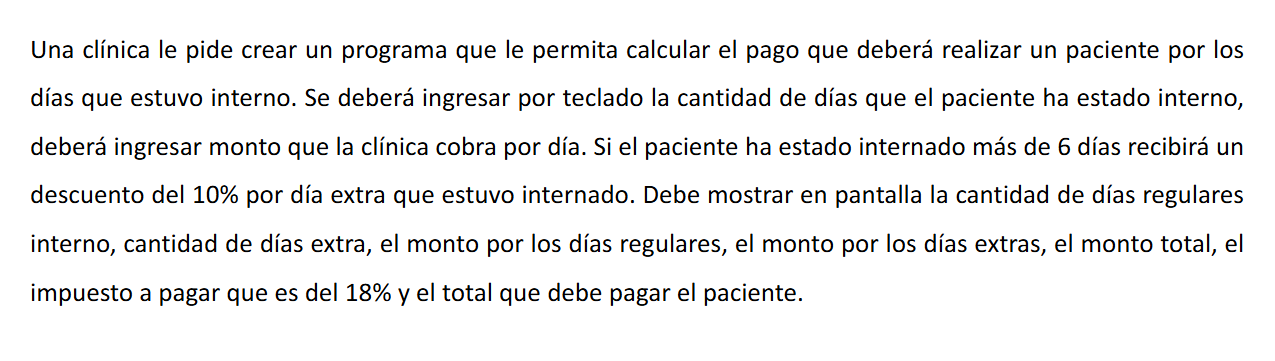 Una clínica le pide crear un programa que le permita calcular el pago que deberá realizar un paciente por los
días que estuvo interno. Se deberá ingresar por teclado la cantidad de días que el paciente ha estado interno,
deberá ingresar monto que la clínica cobra por día. Si el paciente ha estado internado más de 6 días recibirá un
descuento del 10% por día extra que estuvo internado. Debe mostrar en pantalla la cantidad de días regulares
interno, cantidad de días extra, el monto por los días regulares, el monto por los días extras, el monto total, el
impuesto a pagar que es del 18% y el total que debe pagar el paciente.